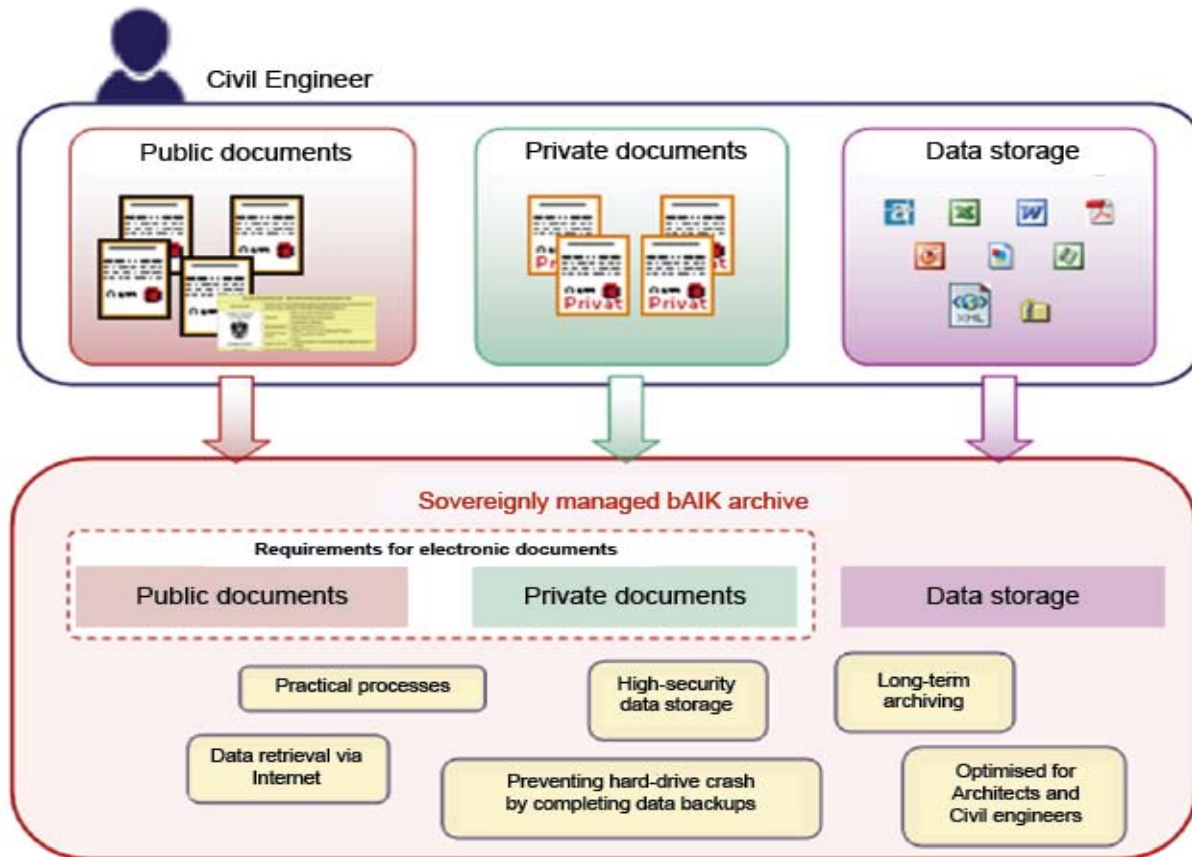 Civil Engineer
Public documents
Private documents
Data storage
Privat
Privat
XML
Sovereignly managed bAIK archive
Requirements for electronic documents
Public documents
Private documents
Data storage
Practical processes
High-security
data storage
Long-term
archiving
Data retrieval via
Internet
Preventing hard-drive crash
by completing data backups
Optimised for
Architects and
Civil engineers